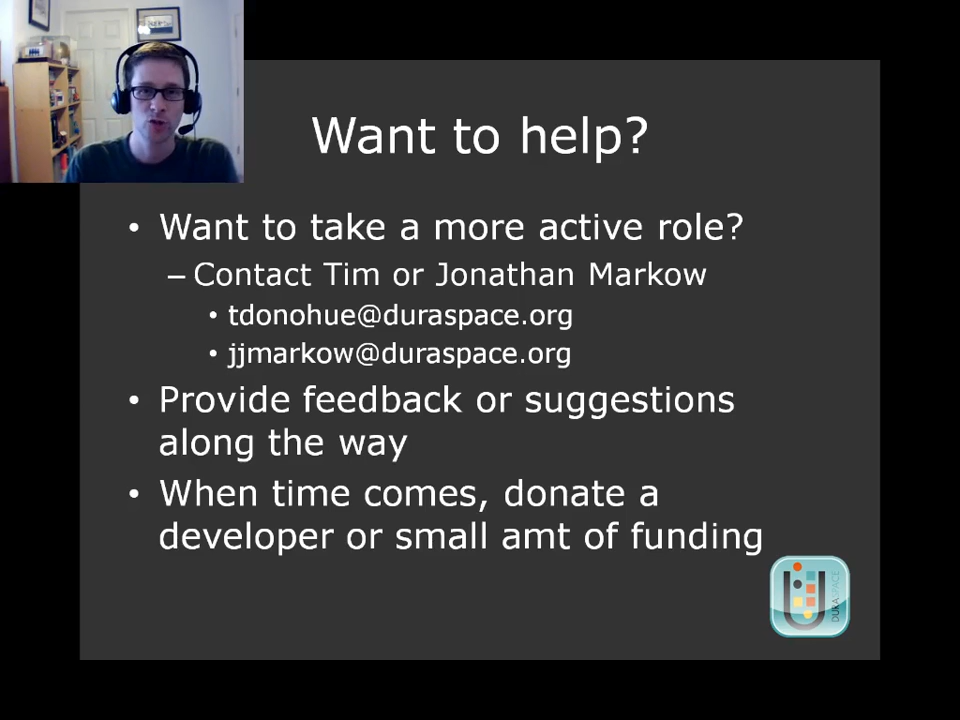 Want to help?
• Want to take a more active role?
– Contact Tim or Jonathan Markow
• tdonohue@duraspace.org
• jjmarkow@duraspace.org
• Provide feedback or suggestions
along the way
• When time comes, donate a
developer or small amt of funding
DURASPACE